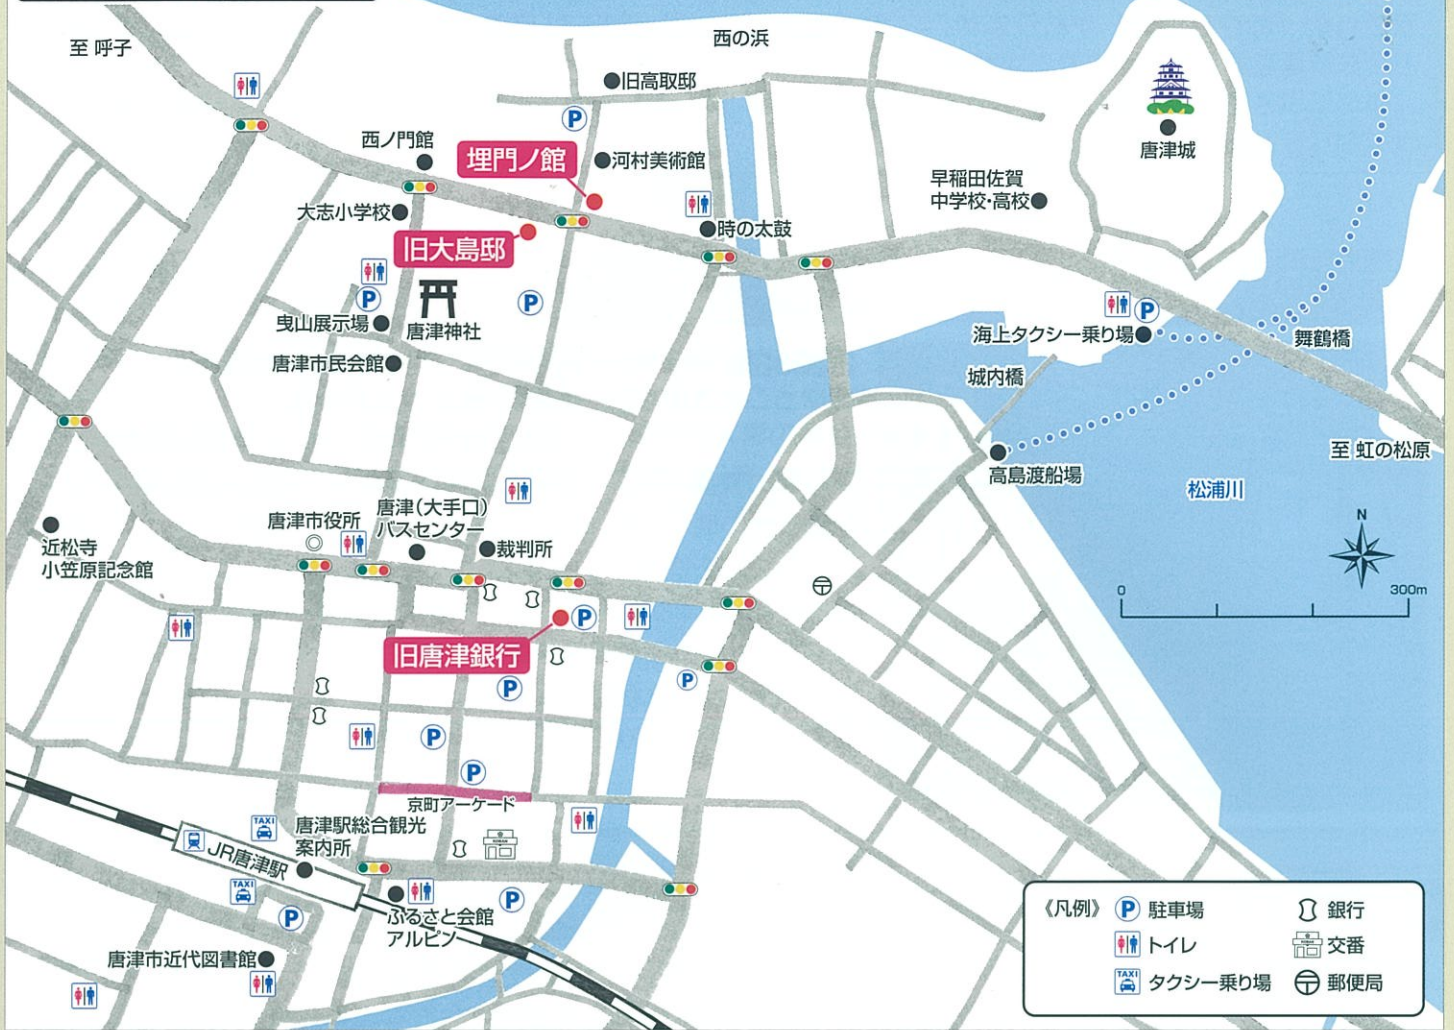 至 呼子
西の浜
旧高取邸
P
西ノ門館
埋門ノ館
河村美術館
唐津城
早稲田佐賀
中学校・高校
大志小学校
時の太鼓
旧大島邸
P
P
曳山展示場
唐津神社
P
海上タクシー乗り場
舞鶴橋
唐津市民会館
城内橋
至 虹の松原
高島渡船場
松浦川
唐津(大手口)
バスセンター
唐津市役所
裁判所
近松寺
小笠原記念館
N
0
300m
P
旧唐津銀行
P
P
P
P
京町アーケード
TAXI
唐津駅総合観光
案内所
JR唐津駅
TAXI
P
P
ふるさと会館
アルピン
唐津市近代図書館
《凡例》
P 駐車場
銀行
トイレ
交番
TAXI タクシー乗り場
郵便局